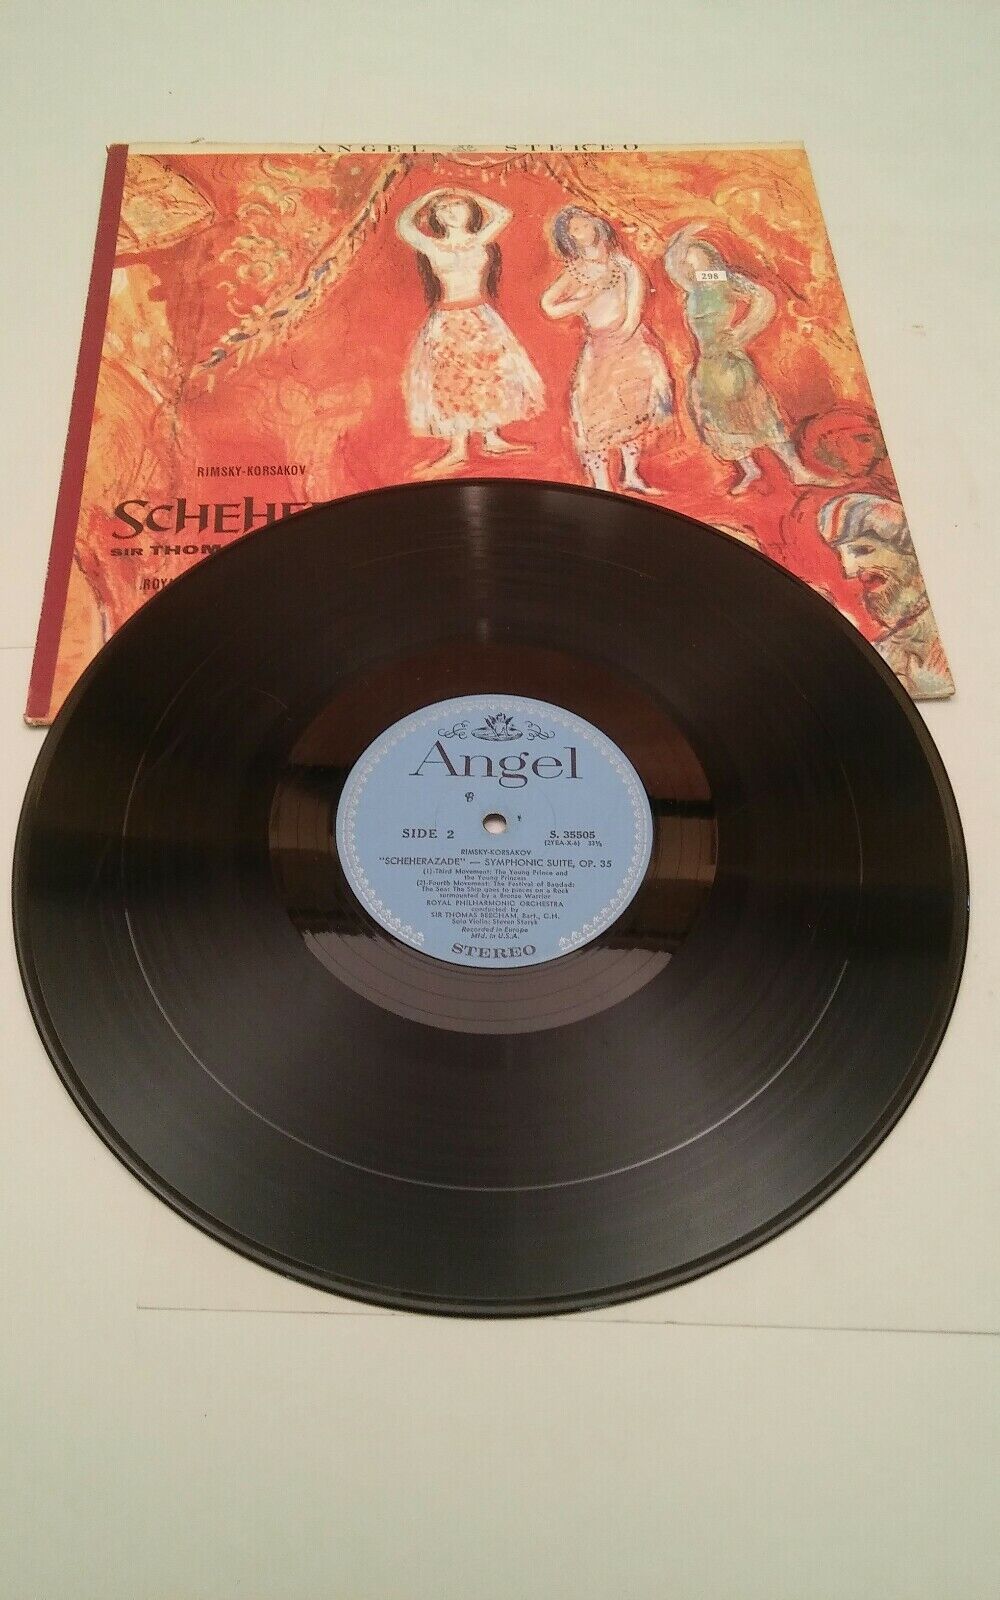 ANGEL STEREO
298
RIMSKY-KORSAKOV
SCHEHE
SIR THOM
ROYA
Angel
SIDE 2
S. 35505
(2YEA-X-6) 33⅓
RIMSKY-KORSAKOV
"SCHEHERAZADE" — SYMPHONIC SUITE, OP. 35
(1)-Third Movement: The Young Prince and
the Young Princess
(2)-Fourth Movement: The Festival of Bagdad;
The Sea; The Ship goes to pieces on a Rock
surmounted by a Bronze Warrior
ROYAL PHILHARMONIC ORCHESTRA
conducted by
SIR THOMAS BEECHAM, Bart., C.H.
Solo Violin: Steven Staryk
Recorded in Europe
Mfd. in U.S.A.
STEREO